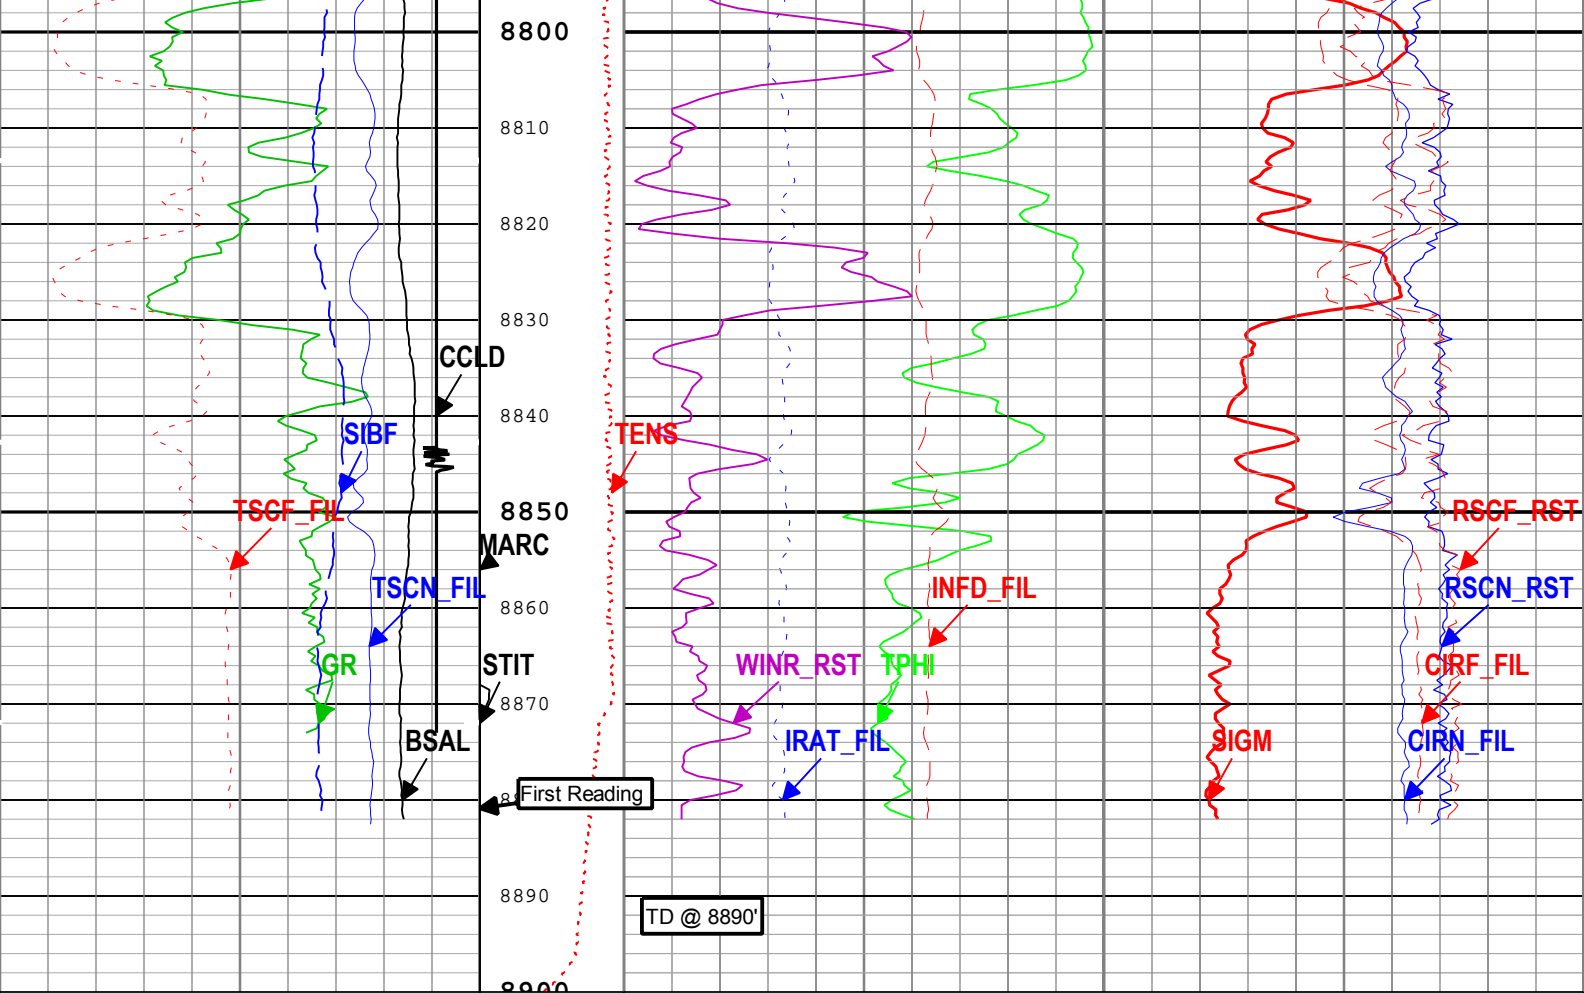 8800
8810
8820
8830
CCLD
8840
SIBF
TENS
TSCF_FIL
8850
RSCF_RST
MARC
TSCN_FIL
INFD_FIL
RSCN_RST
8860
GR
STIT
WINR_RST
TPHI
CIRF_FIL
8870
BSAL
IRAT_FIL
SIGM
CIRN_FIL
First Reading
8890
TD @ 8890'
8900